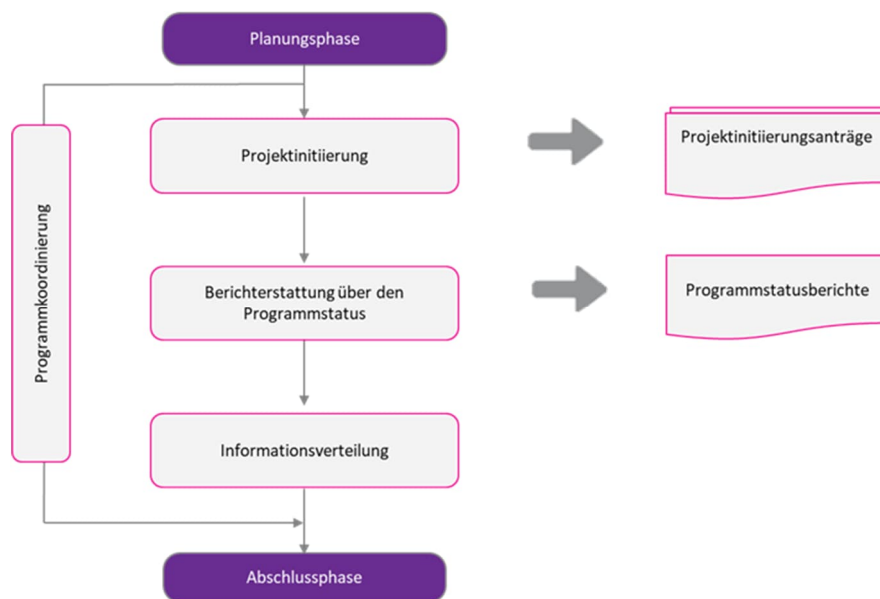 Planungsphase
Projektinitiierung
Projektinitiierungsanträge
Programmkoordinierung
Berichterstattung über den
Programmstatus
Programmstatusberichte
Informationsverteilung
Abschlussphase